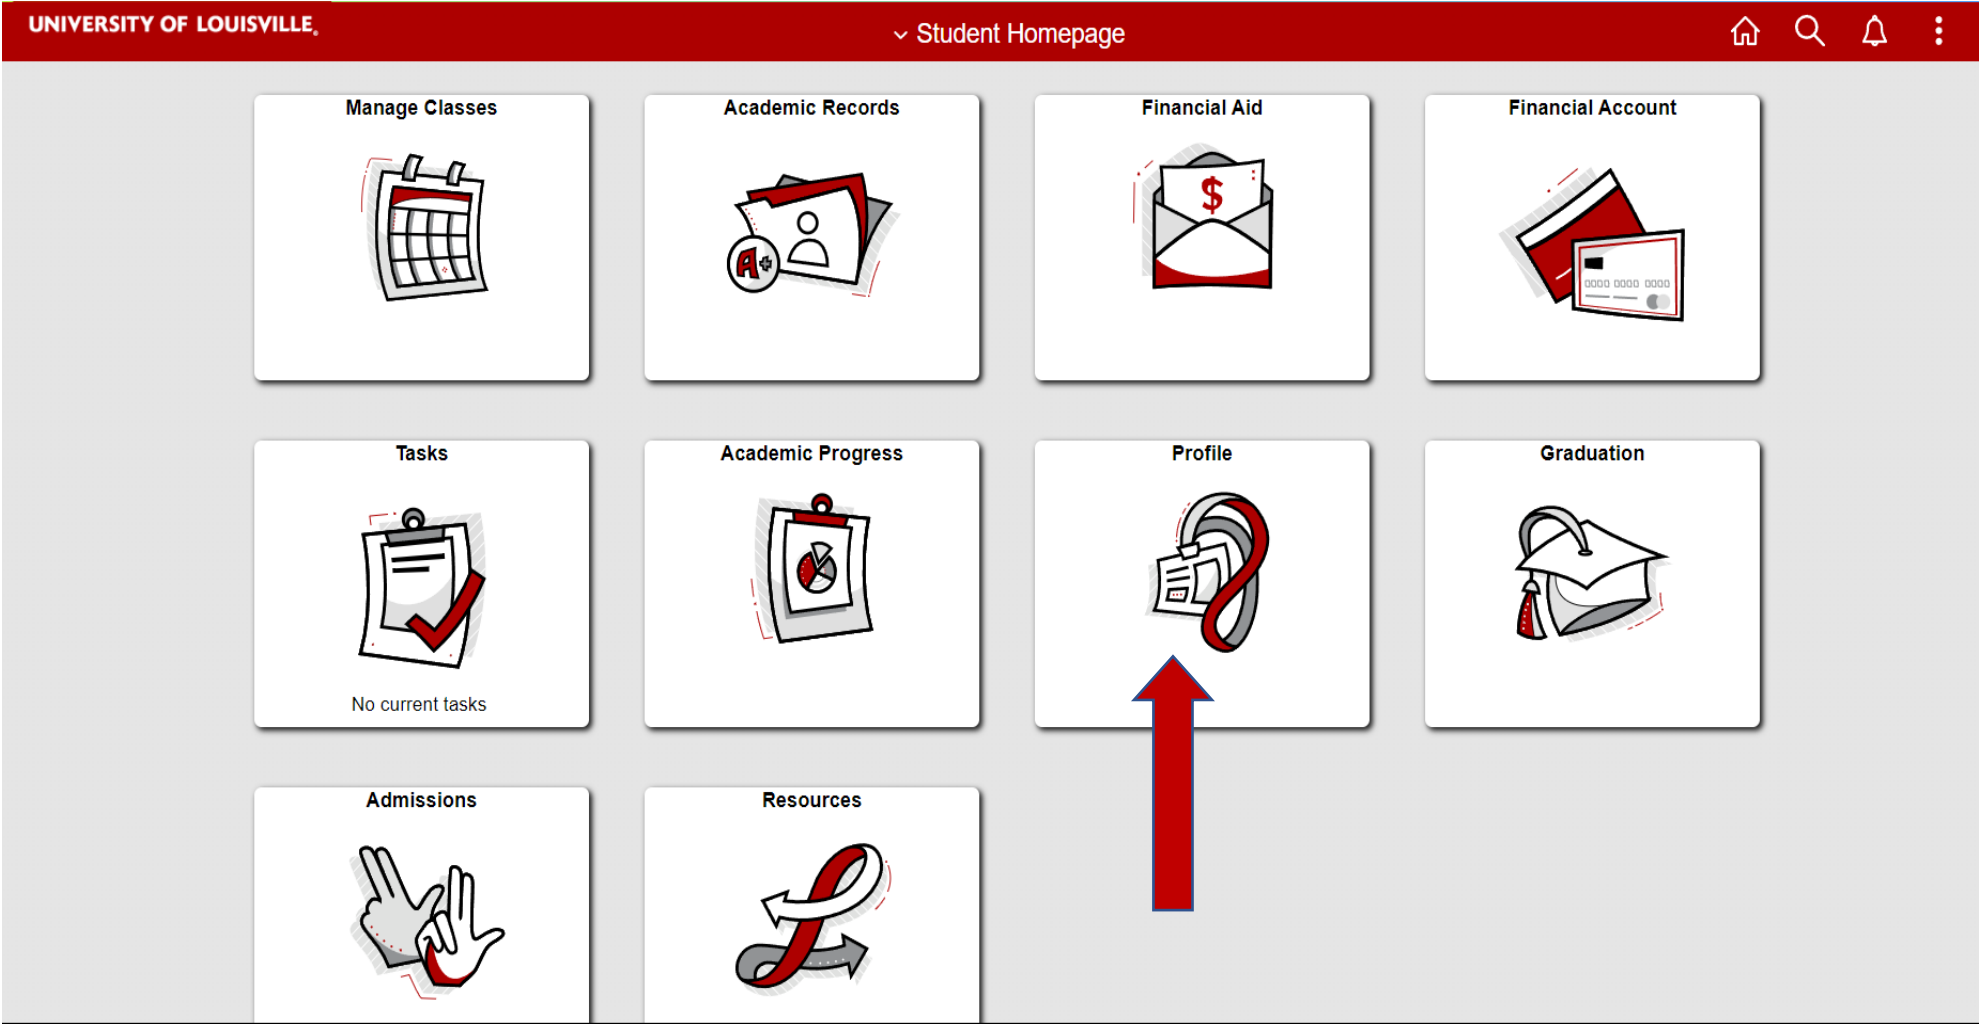 UNIVERSITY OF LOUISVILLE.
Student Homepage
Manage Classes
Academic Records
Financial Aid
Financial Account
A+
$
0000 0000 0000
Tasks
Academic Progress
Profile
Graduation
No current tasks
Admissions
Resources